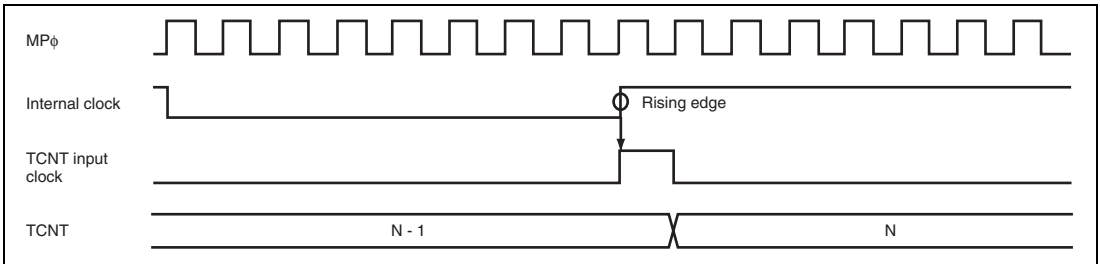 MPφ
Internal clock
Rising edge
TCNT input
clock
TCNT
N - 1
N